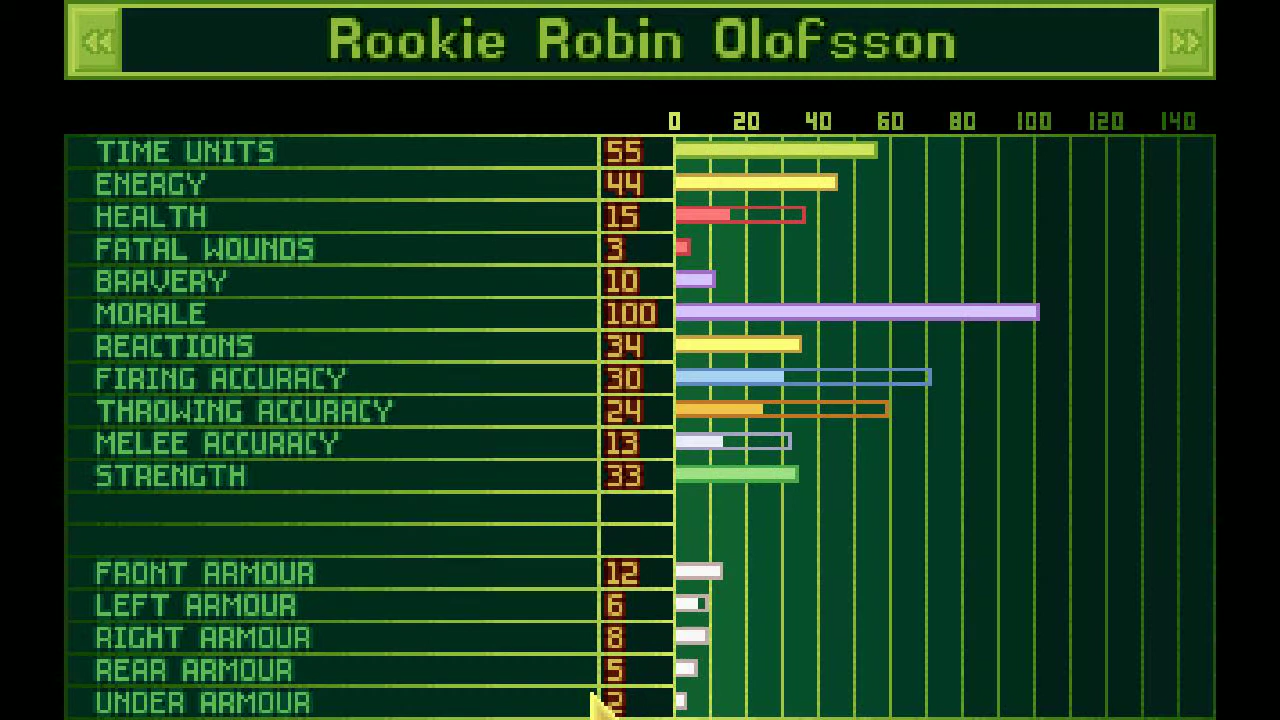 Rookie Robin Olofsson
0 20 40 60 80 100 120 140
TIME UNITS 55
ENERGY 44
HEALTH 15
FATAL WOUNDS 3
BRAVERY 10
MORALE 100
REACTIONS 34
FIRING ACCURACY 30
THROWING ACCURACY 24
MELEE ACCURACY 13
STRENGTH 33
FRONT ARMOUR 12
LEFT ARMOUR 6
RIGHT ARMOUR 8
REAR ARMOUR 5
UNDER ARMOUR 2